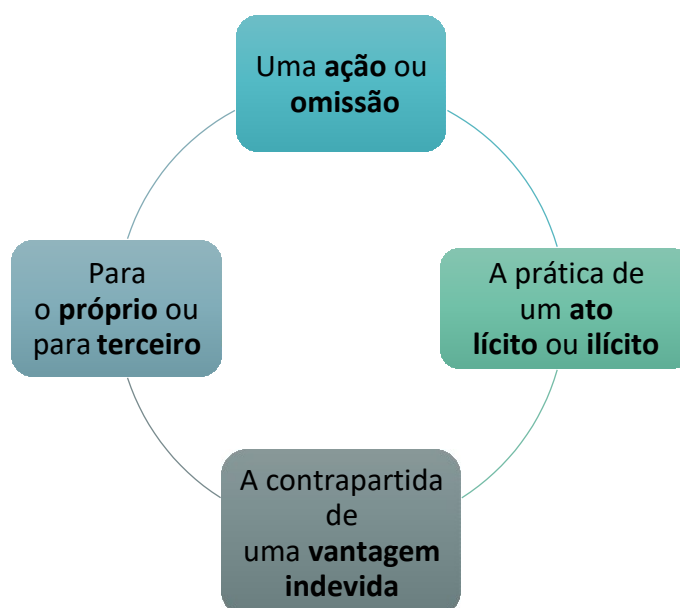 Uma ação ou
omissão
A prática de
um ato
lícito ou ilícito
A contrapartida
de
uma vantagem
indevida
Para
o próprio ou
para terceiro